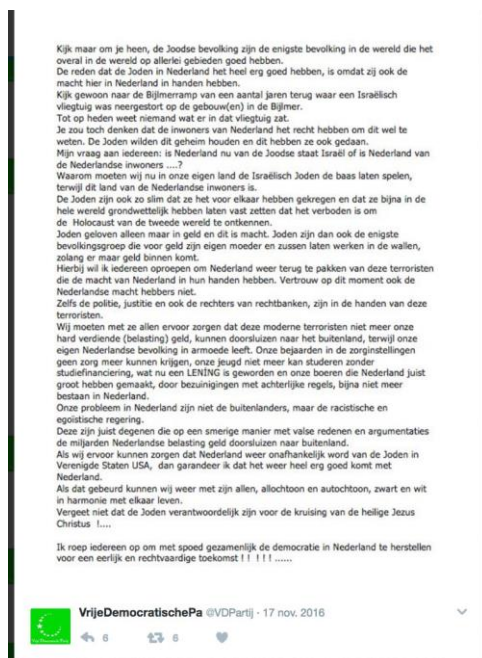 Kijk maar om je heen, de Joodse bevolking zijn de enigste bevolking in de wereld die het
overal in de wereld op allerlei gebieden goed hebben.
De reden dat de Joden in Nederland het heel erg goed hebben, is omdat zij ook de
macht hier in Nederland in handen hebben.
Kijk gewoon naar de Bijlmerramp van een aantal jaren terug waar een Israëlisch
vliegtuig was neergestort op de gebouw(en) in de Bijlmer.
Tot op heden weet niemand wat er in dat vliegtuig zat.
Je zou toch denken dat de inwoners van Nederland het recht hebben om dit wel te
weten. De Joden wilden dit geheim houden en dit hebben ze ook gedaan.
Mijn vraag aan iedereen: is Nederland nu van de Joodse staat Israël of is Nederland van
de Nederlandse inwoners ....?
Waarom moeten wij nu in onze eigen land de Israëlisch Joden de baas laten spelen,
terwijl dit land van de Nederlandse inwoners is.
De Joden zijn ook zo slim dat ze het voor elkaar hebben gekregen en dat ze bijna in de
hele wereld grondwettelijk hebben laten vast zetten dat het verboden is om
de Holocaust van de tweede wereld te ontkennen.
Joden geloven alleen maar in geld en dit is macht. Joden zijn dan ook de enigste
bevolkingsgroep die voor geld zijn eigen moeder en zussen laten werken in de wallen,
zolang er maar geld binnen komt.
Hierbij wil ik iedereen oproepen om Nederland weer terug te pakken van deze terroristen
die de macht van Nederland in hun handen hebben. Vertrouw op dit moment ook de
Nederlandse macht hebbers niet.
Zelfs de politie, justitie en ook de rechters van rechtbanken, zijn in de handen van deze
terroristen.
Wij moeten met ze allen ervoor zorgen dat deze moderne terroristen niet meer onze
hard verdiende (belasting) geld, kunnen doorsluizen naar het buitenland, terwijl onze
eigen Nederlandse bevolking in armoede leeft. Onze bejaarden in de zorginstellingen
geen zorg meer kunnen krijgen, onze jeugd niet meer kan studeren zonder
studiefinanciering, wat nu een LENING is geworden en onze boeren die Nederland juist
groot hebben gemaakt, door bezuinigingen met achterlijke regels, bijna niet meer
bestaan in Nederland.
Onze probleem in Nederland zijn niet de buitenlanders, maar de racistische en
egoïstische regering.
Deze zijn juist degenen die op een smerige manier met valse redenen en argumentaties
de miljarden Nederlandse belasting geld doorsluizen naar buitenland.
Als wij ervoor kunnen zorgen dat Nederland weer onafhankelijk word van de Joden in
Verenigde Staten USA, dan garandeer ik dat het weer heel erg goed komt met
Nederland.
Als dat gebeurd kunnen wij weer met zijn allen, allochtoon en autochtoon, zwart en wit
in harmonie met elkaar leven.
Vergeet niet dat de Joden verantwoordelijk zijn voor de kruising van de heilige Jezus
Christus !....
Ik roep iedereen op om met spoed gezamenlijk de democratie in Nederland te herstellen
voor een eerlijk en rechtvaardige toekomst ! ! ! ! ! ......
VrijeDemocratischePa @VDPartij · 17 nov. 2016
6 6